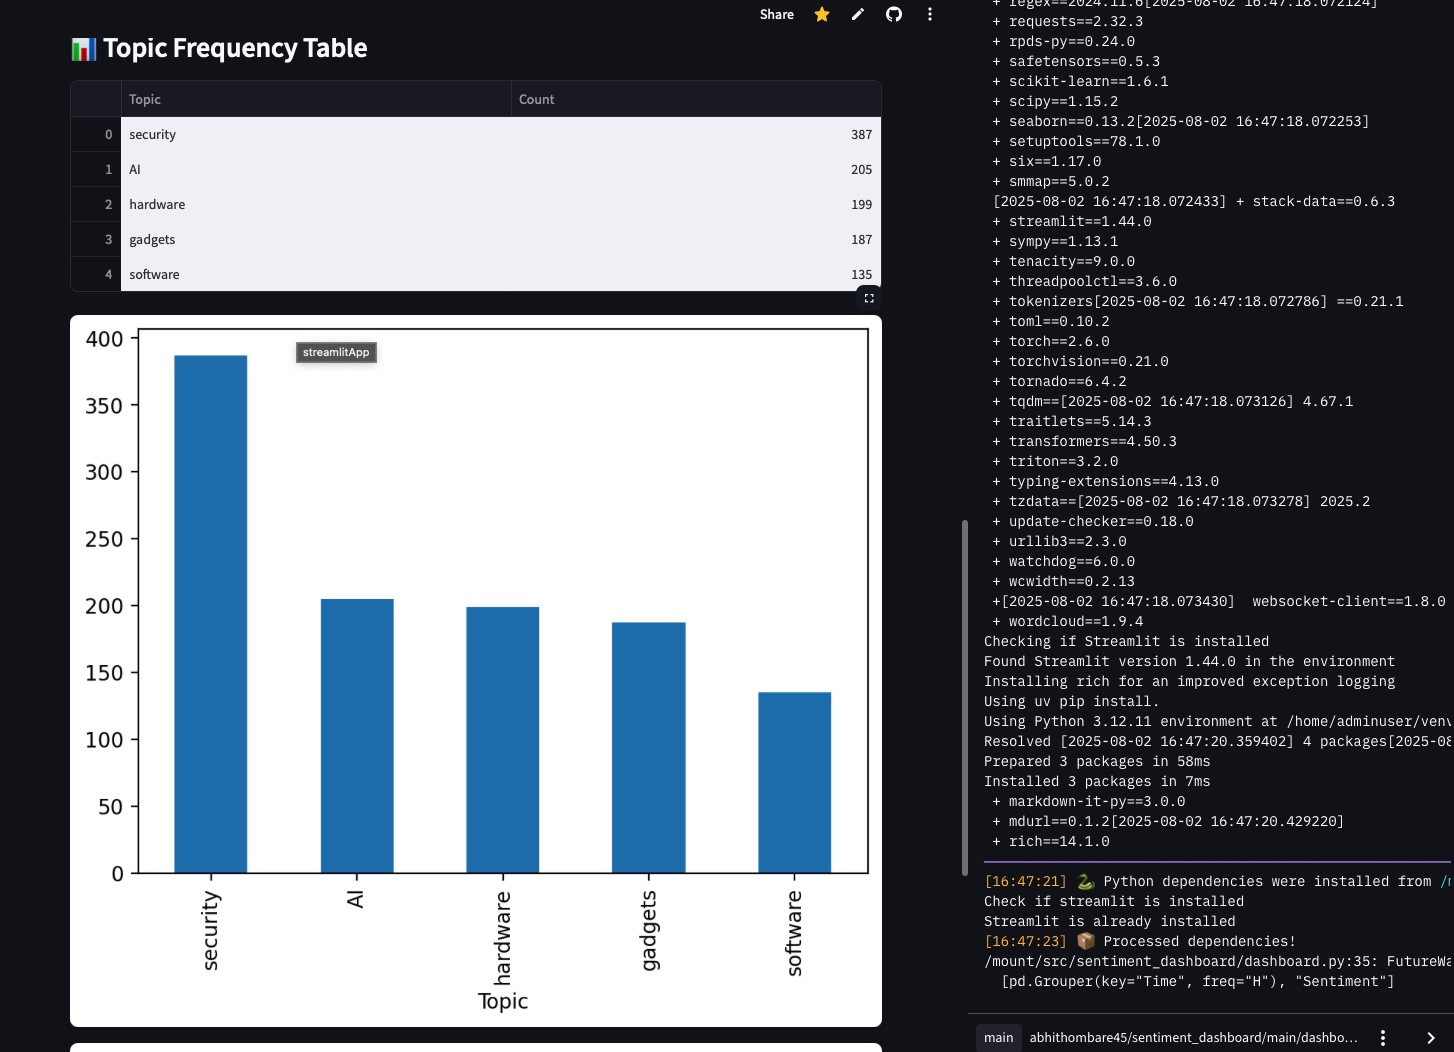 Share
Topic Frequency Table
Topic Count
0 security 387
1 AI 205
2 hardware 199
3 gadgets 187
4 software 135
streamlitApp
400
350
300
250
200
150
100
50
0
security
AI
hardware
gadgets
software
Topic
+ regex==2024.11.6[2025-08-02 16:47:18.072124]
+ requests==2.32.3
+ rpds-py==0.24.0
+ safetensors==0.5.3
+ scikit-learn==1.6.1
+ scipy==1.15.2
+ seaborn==0.13.2[2025-08-02 16:47:18.072253]
+ setuptools==78.1.0
+ six==1.17.0
+ smmap==5.0.2
[2025-08-02 16:47:18.072433] + stack-data==0.6.3
+ streamlit==1.44.0
+ sympy==1.13.1
+ tenacity==9.0.0
+ threadpoolctl==3.6.0
+ tokenizers[2025-08-02 16:47:18.072786] ==0.21.1
+ toml==0.10.2
+ torch==2.6.0
+ torchvision==0.21.0
+ tornado==6.4.2
+ tqdm==[2025-08-02 16:47:18.073126] 4.67.1
+ traitlets==5.14.3
+ transformers==4.50.3
+ triton==3.2.0
+ typing-extensions==4.13.0
+ tzdata==[2025-08-02 16:47:18.073278] 2025.2
+ update-checker==0.18.0
+ urllib3==2.3.0
+ watchdog==6.0.0
+ wcwidth==0.2.13
+[2025-08-02 16:47:18.073430]  websocket-client==1.8.0
+ wordcloud==1.9.4
Checking if Streamlit is installed
Found Streamlit version 1.44.0 in the environment
Installing rich for an improved exception logging
Using uv pip install.
Using Python 3.12.11 environment at /home/adminuser/venv
Resolved [2025-08-02 16:47:20.359402] 4 packages[2025-08
Prepared 3 packages in 58ms
Installed 3 packages in 7ms
+ markdown-it-py==3.0.0
+ mdurl==0.1.2[2025-08-02 16:47:20.429220]
+ rich==14.1.0
[16:47:21] 🐍 Python dependencies were installed from /
Check if streamlit is installed
Streamlit is already installed
[16:47:23] 📦 Processed dependencies!
/mount/src/sentiment_dashboard/dashboard.py:35: FutureWa
[pd.Grouper(key="Time", freq="H"), "Sentiment"]
main abhithombare45/sentiment_dashboard/main/dashbo…